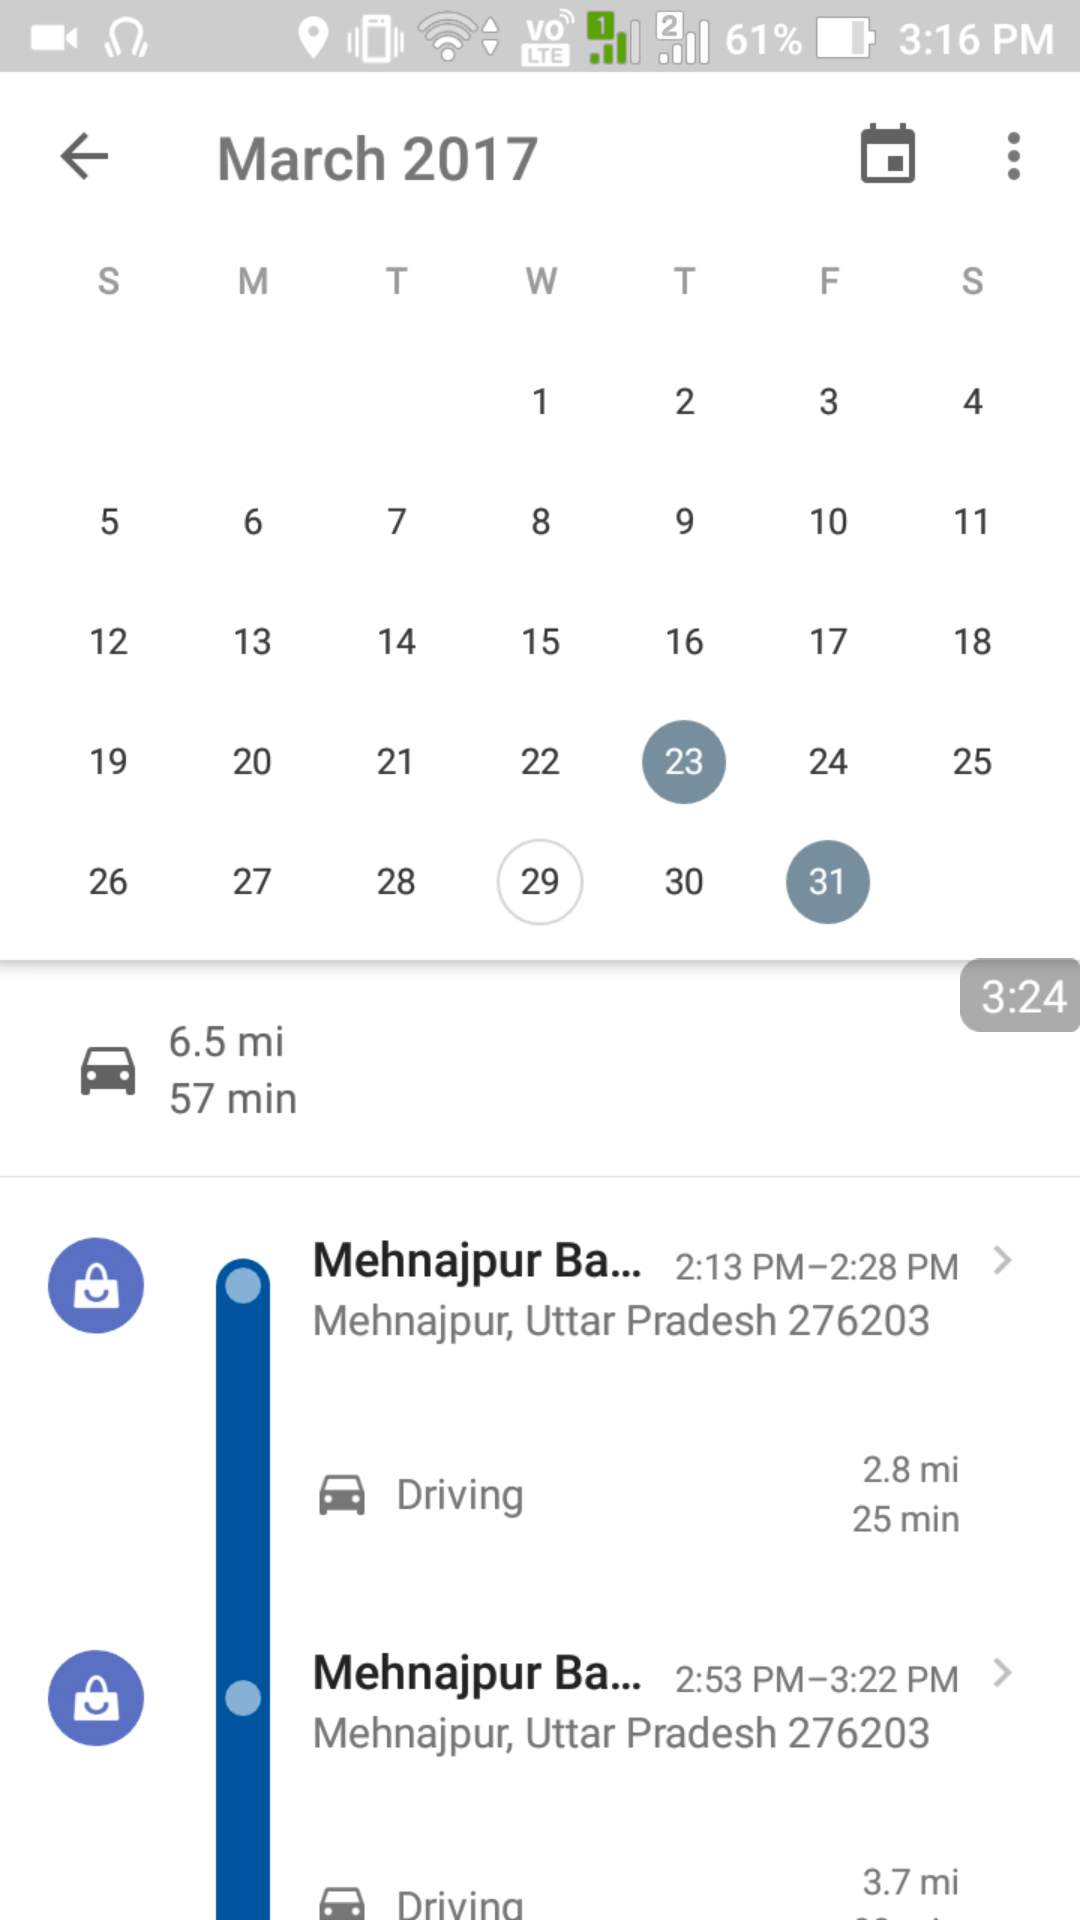 VO LTE 1 2 61% 3:16 PM
March 2017
S M T W T F S
1 2 3 4
5 6 7 8 9 10 11
12 13 14 15 16 17 18
19 20 21 22 23 24 25
26 27 28 29 30 31
3:24
6.5 mi
57 min
Mehnajpur Ba... 2:13 PM–2:28 PM
Mehnajpur, Uttar Pradesh 276203
2.8 mi
Driving
25 min
Mehnajpur Ba... 2:53 PM–3:22 PM
Mehnajpur, Uttar Pradesh 276203
3.7 mi
Driving